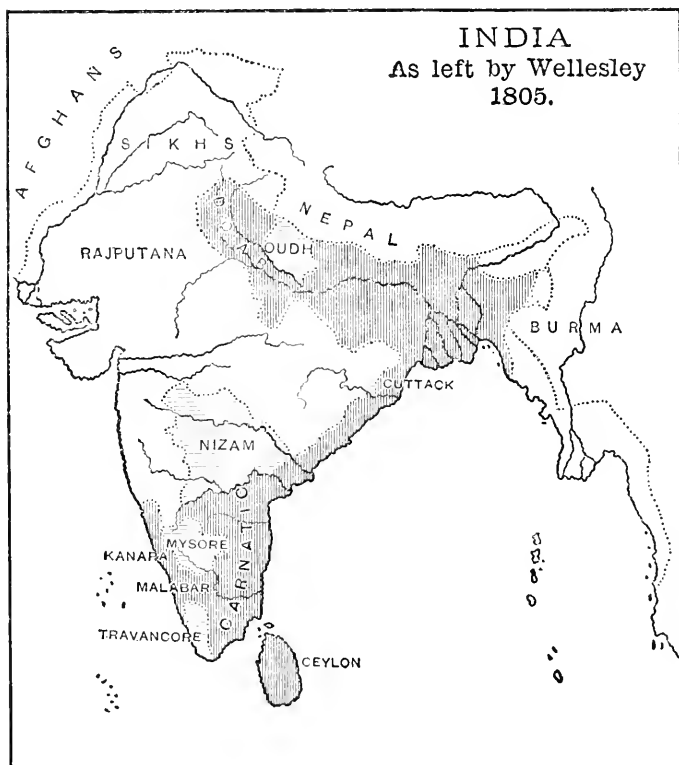 INDIA
As left by Wellesley
1805.
AFGHANS
SIKHS
NEPAL
DUAB
OUDH
RAJPUTANA
BURMA
CUTTACK
NIZAM
CARNATIC
MYSORE
KANARA
MALABAR
TRAVANCORE
CEYLON